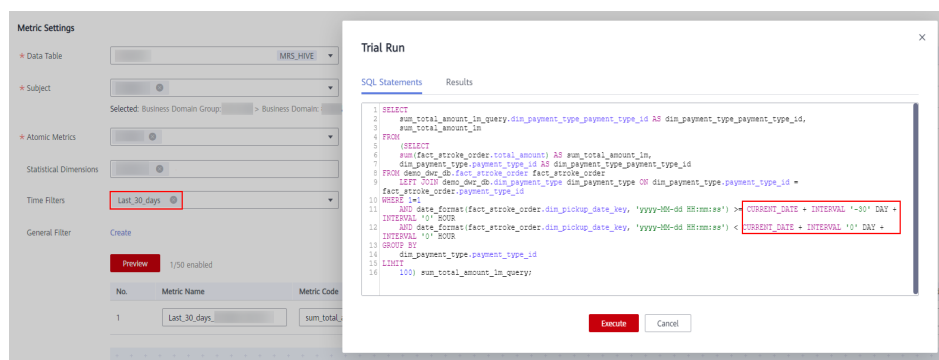 Metric Settings
* Data Table
MRS_HIVE
* Subject
Selected: Business Domain Group: > Business Domain:
* Atomic Metrics
Statistical Dimensions
Time Filters
Last_30_days
General Filter
Create
Preview
1/50 enabled
No. Metric Name Metric Code
1 Last_30_days_ sum_total_
Trial Run
SQL Statements Results
1 SELECT
2 sum_total_amount_lm_query.dim_payment_type_payment_type_id AS dim_payment_type_payment_type_id,
3 sum_total_amount_lm
4 FROM
5 (SELECT
6 sum(fact_stroke_order.total_amount) AS sum_total_amount_lm,
7 dim_payment_type.payment_type_id AS dim_payment_type_payment_type_id
8 FROM demo_dwr_db.fact_stroke_order fact_stroke_order
9 LEFT JOIN demo_dwr_db.dim_payment_type dim_payment_type ON dim_payment_type.payment_type_id =
fact_stroke_order.payment_type_id
10 WHERE 1=1
11 AND date_format(fact_stroke_order.dim_pickup_date_key, 'yyyy-MM-dd HH:mm:ss') >= CURRENT_DATE + INTERVAL '-30' DAY +
INTERVAL '0' HOUR
12 AND date_format(fact_stroke_order.dim_pickup_date_key, 'yyyy-MM-dd HH:mm:ss') < CURRENT_DATE + INTERVAL '0' DAY +
INTERVAL '0' HOUR
13 GROUP BY
14 dim_payment_type.payment_type_id
15 LIMIT
16 100) sum_total_amount_lm_query;
Execute Cancel